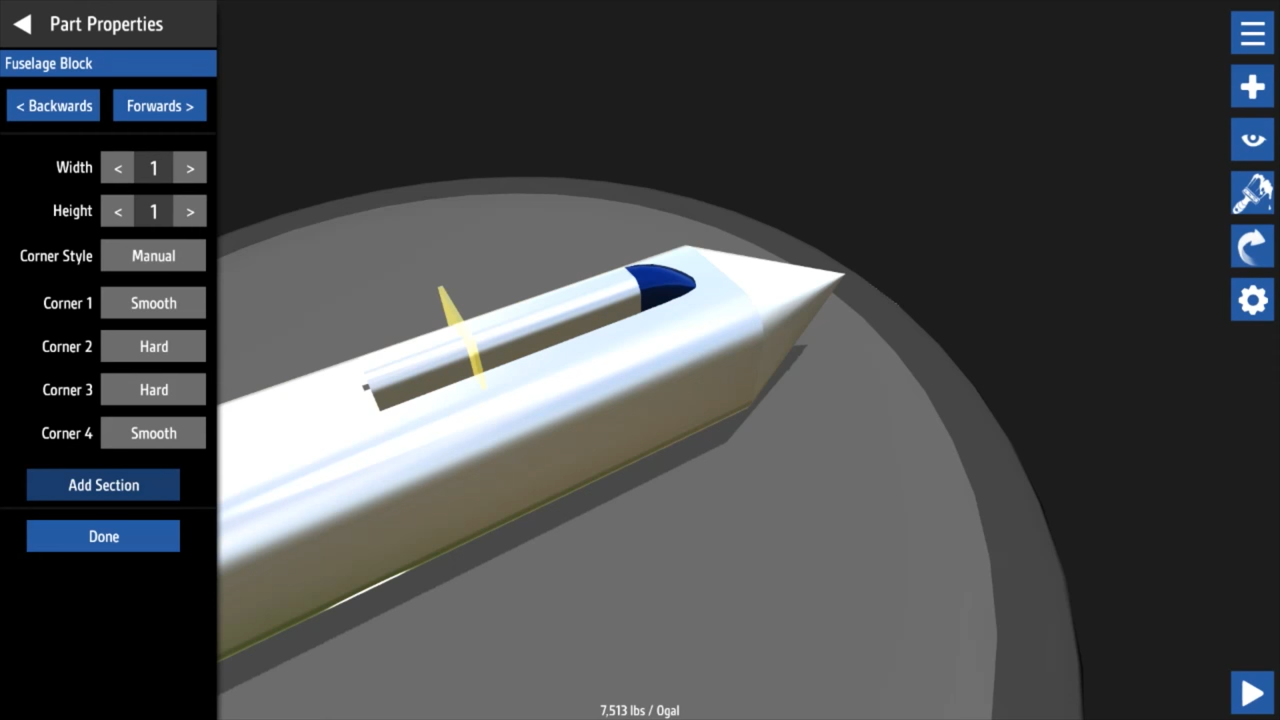 Part Properties
Fuselage Block
< Backwards
Forwards >
Width < 1 >
Height < 1 >
Corner Style Manual
Corner 1 Smooth
Corner 2 Hard
Corner 3 Hard
Corner 4 Smooth
Add Section
Done
7,513 lbs / 0gal